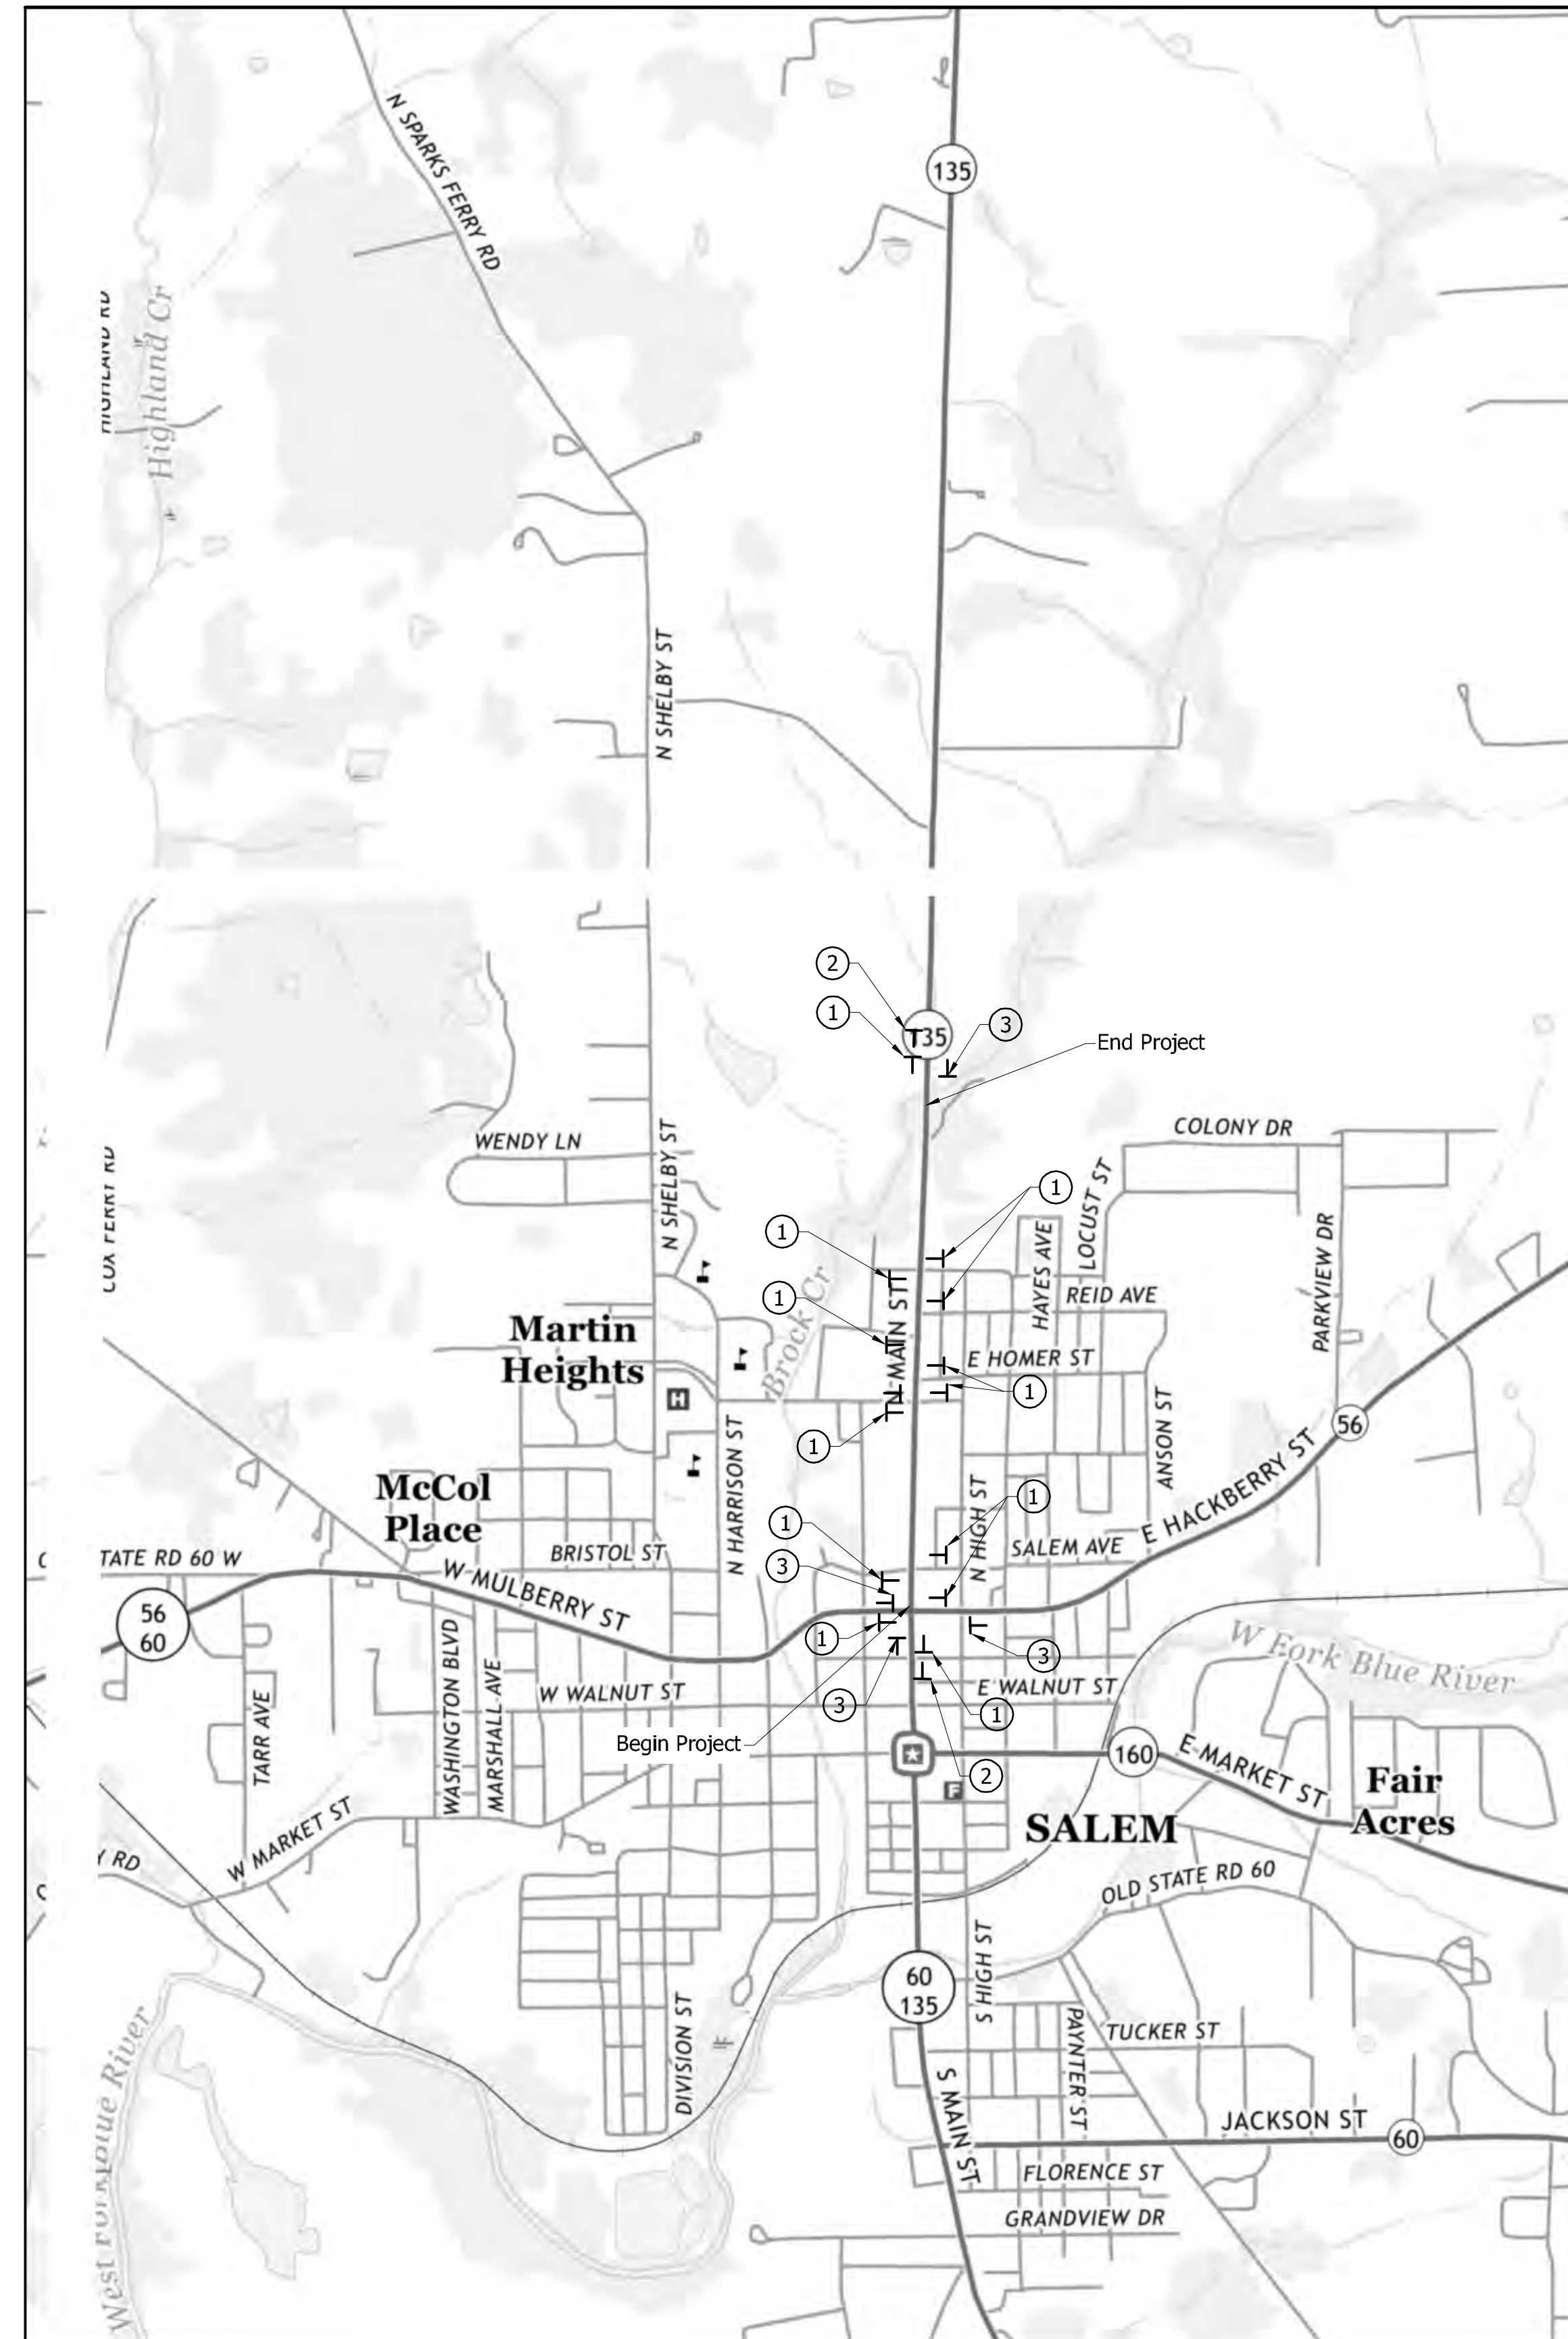 N SPARKS FERRY RD
135
HIGHLAND RD
Highland Cr
N SHELBY ST
2
1
135
3
End Project
COLONY DR
WENDY LN
N SHELBY ST
COX FERRY RD
1
LOCUST ST
1
HAYES AVE
PARKVIEW DR
REID AVE
1
N MAIN ST
Brock Cr
Martin
Heights
E HOMER ST
1
H
ANSON ST
56
1
N HARRISON ST
E HACKBERRY ST
McCol
Place
N HIGH ST
1
1
SALEM AVE
BRISTOL ST
TATE RD 60 W
3
W MULBERRY ST
56
60
1
3
W Fork Blue River
WASHINGTON BLVD
MARSHALL AVE
W WALNUT ST
E WALNUT ST
3
1
TARR AVE
Begin Project
160
E MARKET ST
2
F
Fair
Acres
SALEM
W MARKET ST
Y RD
OLD STATE RD 60
S HIGH ST
60
135
DIVISION ST
PAYNTER ST
TUCKER ST
West Fork Blue River
S MAIN ST
JACKSON ST
60
FLORENCE ST
GRANDVIEW DR